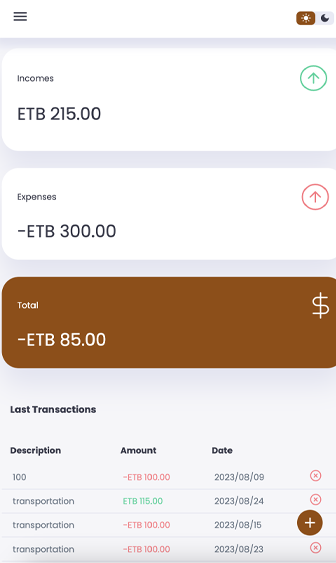 Incomes
ETB 215.00
Expenses
-ETB 300.00
Total
$
-ETB 85.00
Last Transactions
Description Amount Date
100 -ETB 100.00 2023/08/09
transportation ETB 115.00 2023/08/24
transportation -ETB 100.00 2023/08/15
transportation -ETB 100.00 2023/08/23